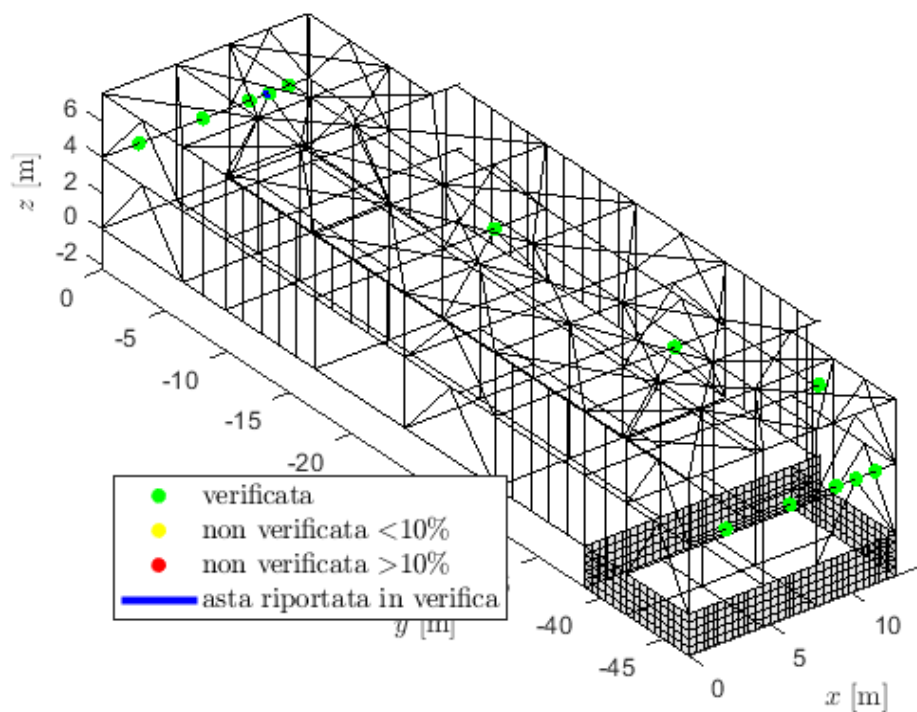 6
4
2
0
-2
z [m]
0
-5
-10
-15
-20
-40
-45
y [m]
0
5
10
x [m]
verificata
non verificata <10%
non verificata >10%
asta riportata in verifica